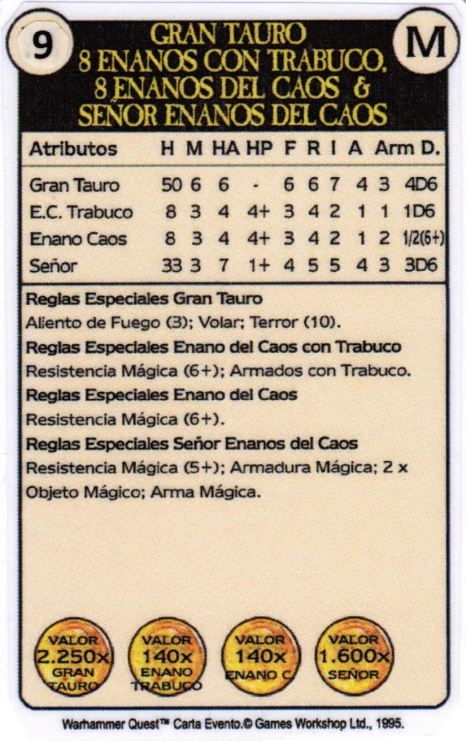 9
M
GRAN TAURO
8 ENANOS CON TRABUCO,
8 ENANOS DEL CAOS &
SEÑOR ENANOS DEL CAOS
Atributos H M HA HP F R I A Arm D.
Gran Tauro 50 6 6 - 6 6 7 4 3 4D6
E.C. Trabuco 8 3 4 4+ 3 4 2 1 1 1D6
Enano Caos 8 3 4 4+ 3 4 2 1 2 1/2(6+)
Señor 33 3 7 1+ 4 5 5 4 3 3D6
Reglas Especiales Gran Tauro
Aliento de Fuego (3); Volar; Terror (10).
Reglas Especiales Enano del Caos con Trabuco
Resistencia Mágica (6+); Armados con Trabuco.
Reglas Especiales Enano del Caos
Resistencia Mágica (6+).
Reglas Especiales Señor Enanos del Caos
Resistencia Mágica (5+); Armadura Mágica; 2 x
Objeto Mágico; Arma Mágica.
VALOR
2.250x
GRAN
TAURO
VALOR
140x
ENANO
TRABUCO
VALOR
140x
ENANO C
VALOR
1.600x
SEÑOR
Warhammer Quest™ Carta Evento.© Games Workshop Ltd., 1995.